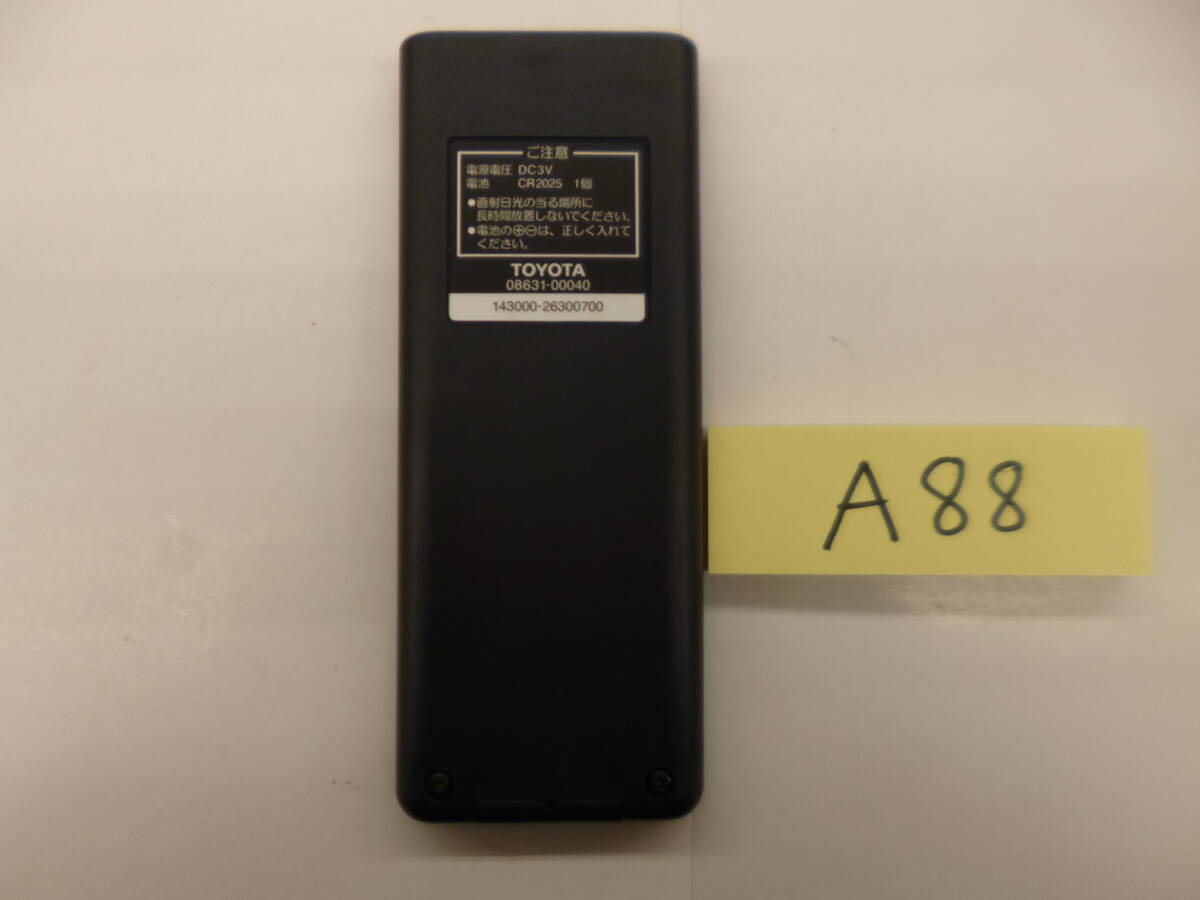 ご注意
電源電圧 DC3V
電池 CR2025 1個
●直射日光の当る場所に
長時間放置しないでください。
●電池の⊕⊖は、正しく入れて
ください。
TOYOTA
08631-00040
143000-26300700
A88